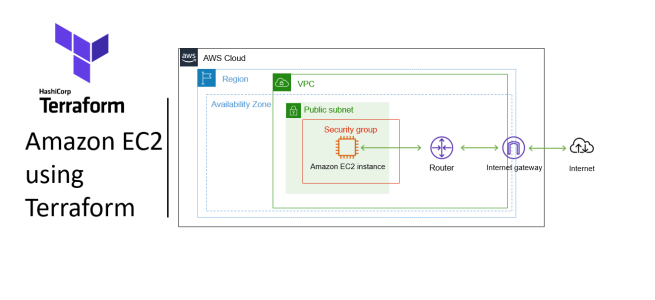 HashiCorp
Terraform
Amazon EC2
using
Terraform
aws
AWS Cloud
Region
VPC
Availability Zone
Public subnet
Security group
Amazon EC2 instance
Router
Internet gateway
Internet